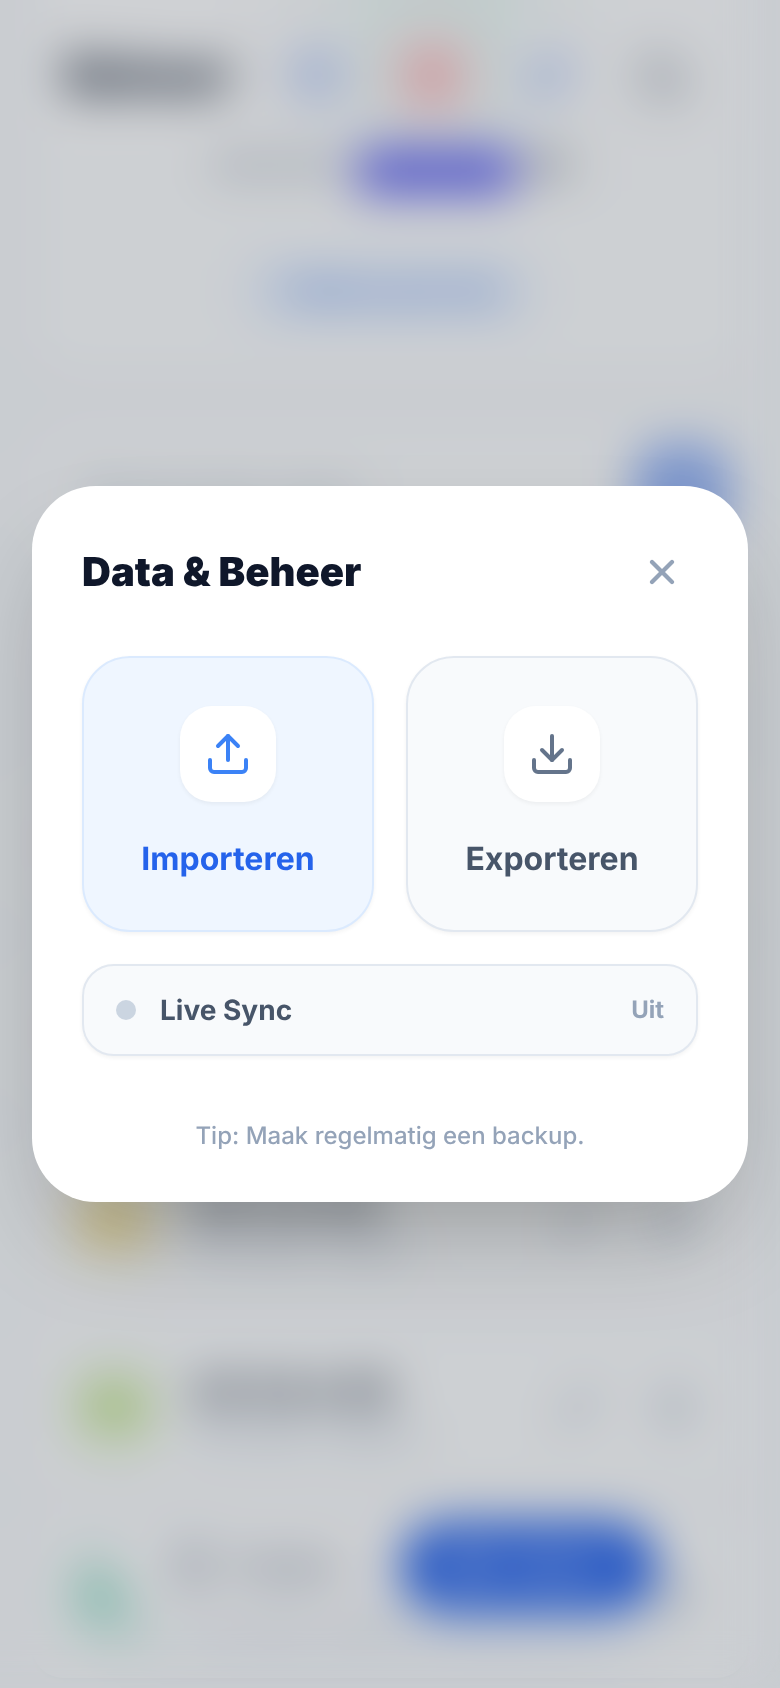 Data & Beheer
Importeren
Exporteren
Live Sync
Uit
Tip: Maak regelmatig een backup.